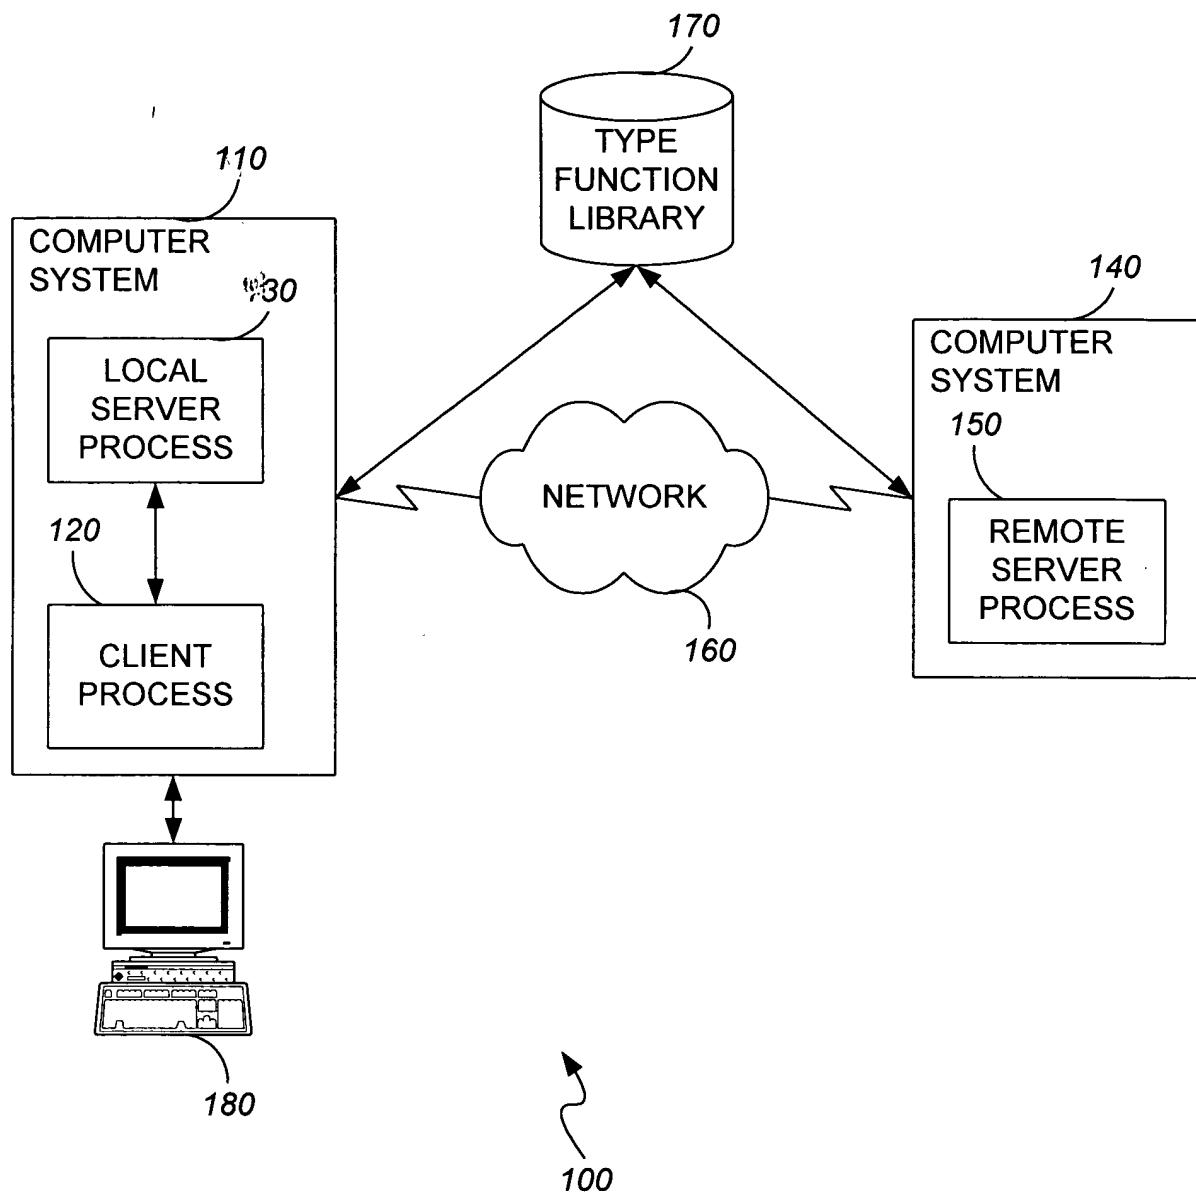 170
TYPE
FUNCTION
LIBRARY
110
COMPUTER
SYSTEM
30
LOCAL
SERVER
PROCESS
120
CLIENT
PROCESS
NETWORK
160
140
COMPUTER
SYSTEM
150
REMOTE
SERVER
PROCESS
180
100